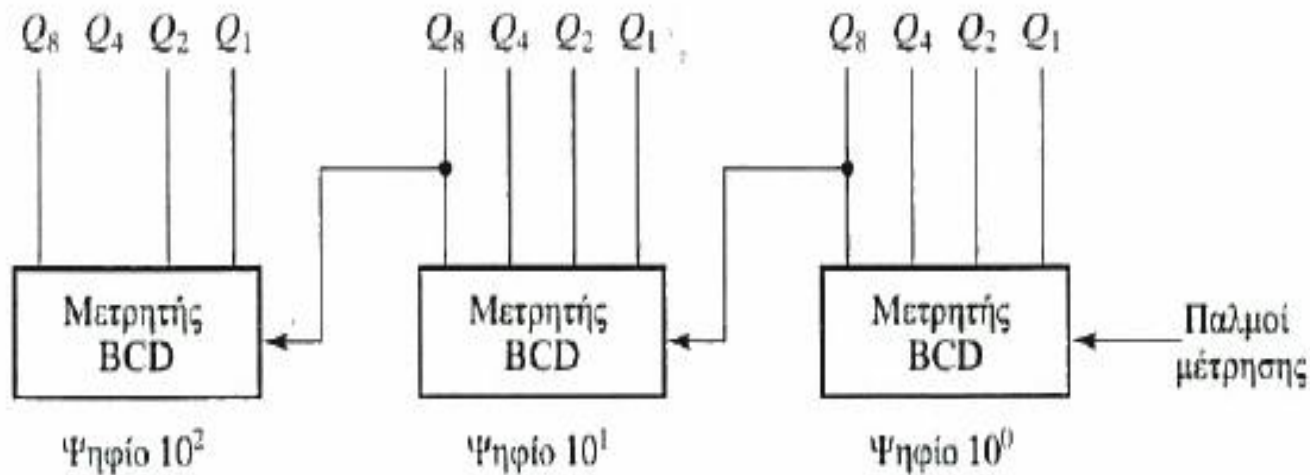 Q8 Q4 Q2 Q1 Q8 Q4 Q2 Q1 Q8 Q4 Q2 Q1
Μετρητής
BCD
Μετρητής
BCD
Μετρητής
BCD
Παλμοί
μέτρησης
Ψηφίο 10²
Ψηφίο 10¹
Ψηφίο 10⁰